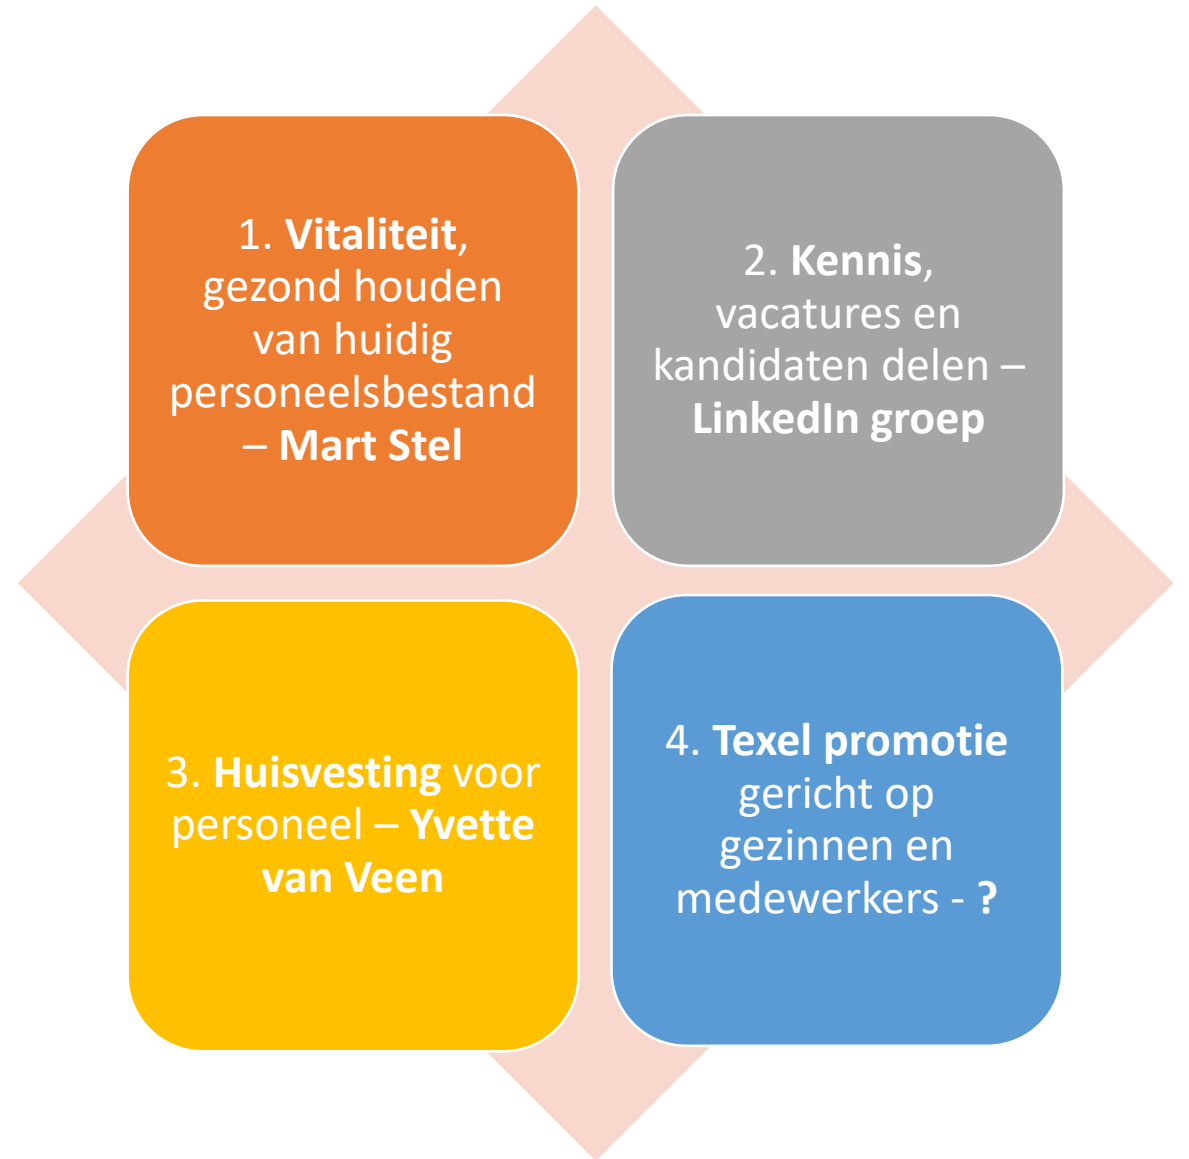 1. Vitaliteit,
gezond houden
van huidig
personeelsbestand
– Mart Stel
2. Kennis,
vacatures en
kandidaten delen –
LinkedIn groep
3. Huisvesting voor
personeel – Yvette
van Veen
4. Texel promotie
gericht op
gezinnen en
medewerkers - ?